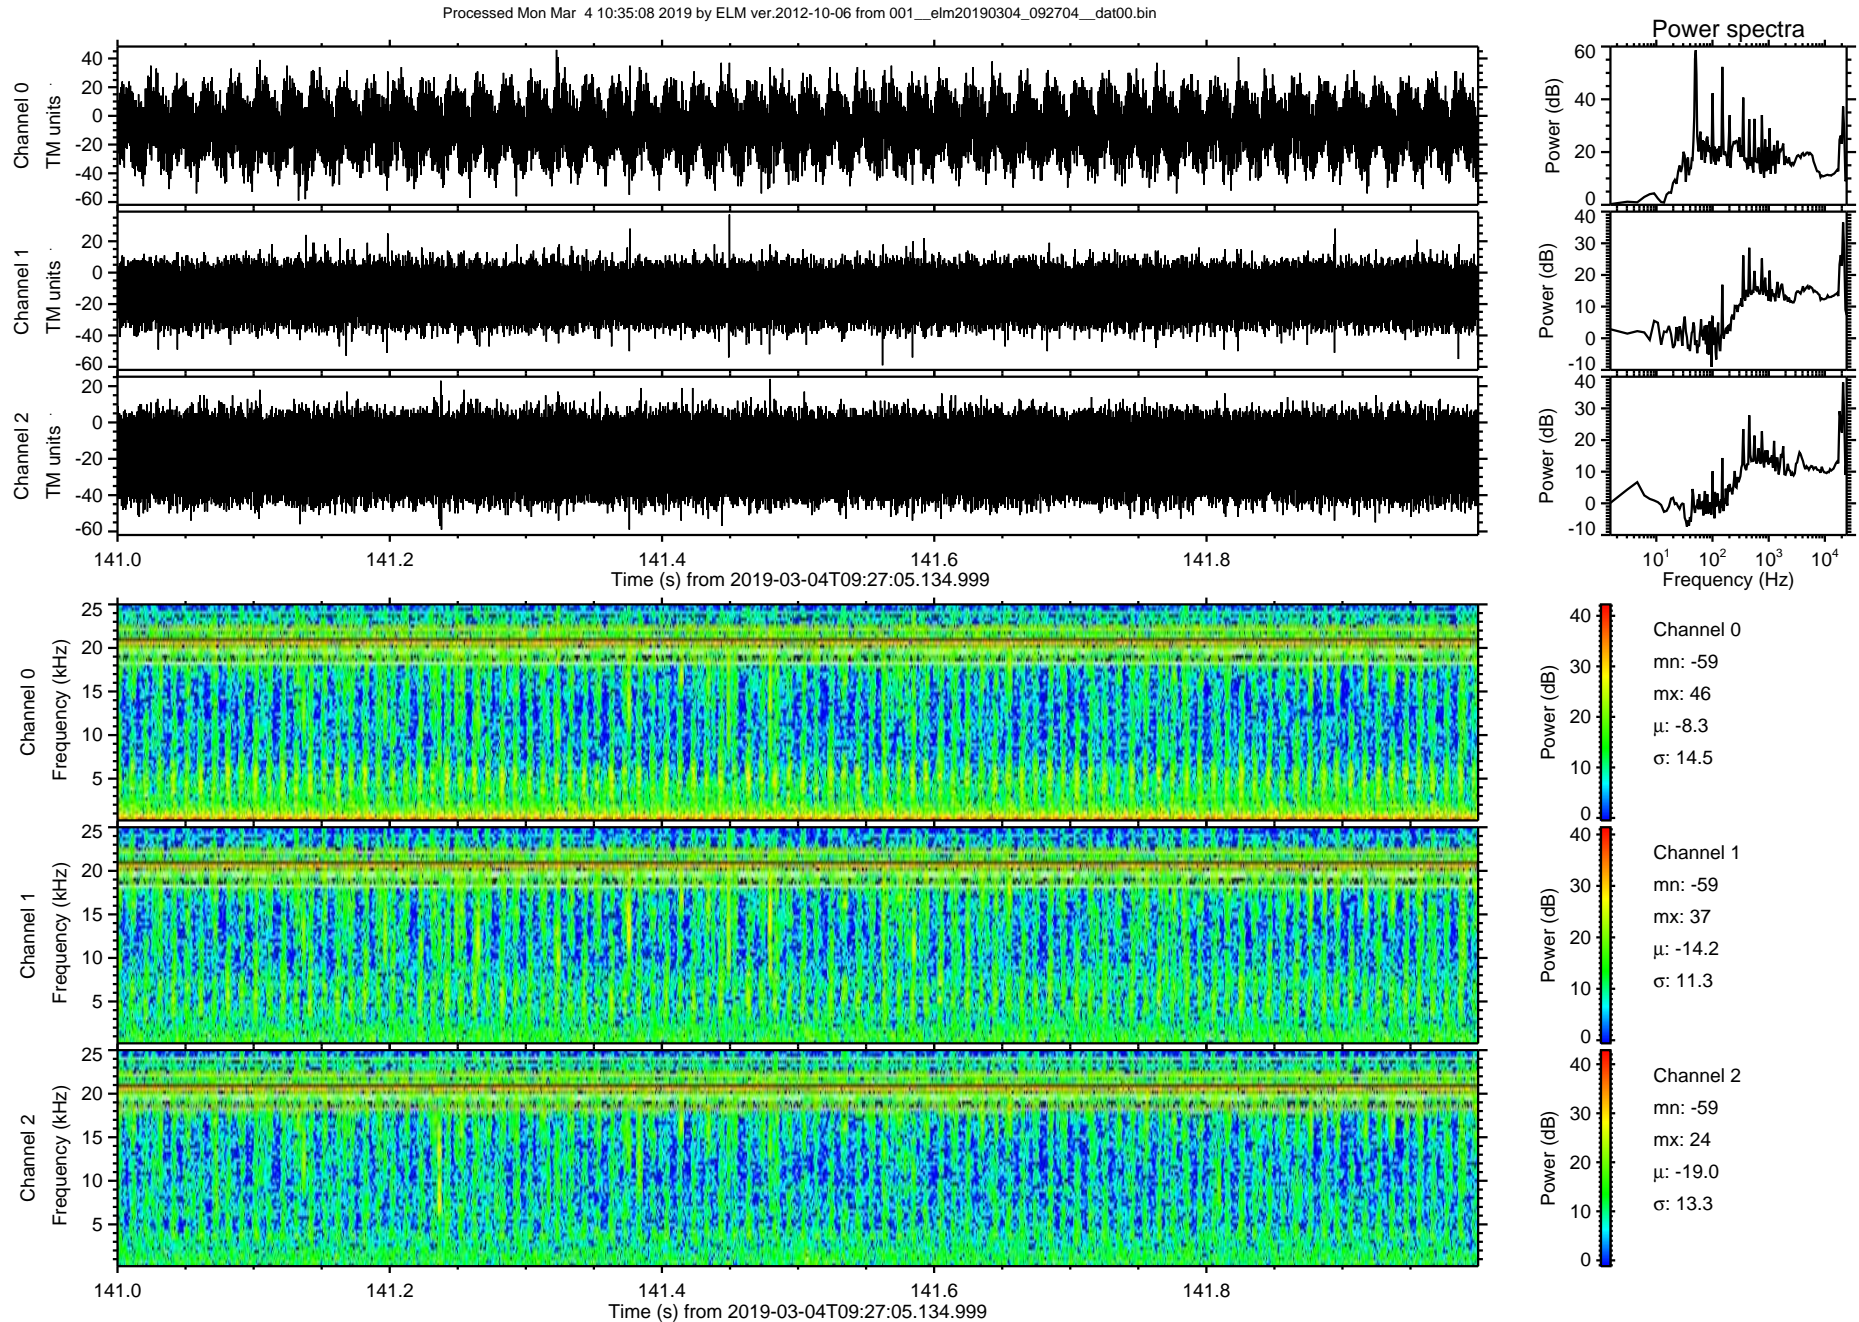 Processed Mon Mar  4 10:35:08 2019 by ELM ver.2012-10-06 from 001__elm20190304_092704__dat00.bin
Power spectra
Channel 0
TM units
40
20
0
-20
-40
-60
Power (dB)
60
40
20
0
Channel 1
TM units
20
0
-20
-40
-60
Power (dB)
40
30
20
10
0
-10
Channel 2
TM units
20
0
-20
-40
-60
Power (dB)
40
30
20
10
0
-10
141.0 141.2 141.4 141.6 141.8
Time (s) from 2019-03-04T09:27:05.134.999
10¹ 10² 10³ 10⁴
Frequency (Hz)
Channel 0
Frequency (kHz)
25
20
15
10
5
Power (dB)
40
30
20
10
0
Channel 0
mn: -59
mx: 46
μ: -8.3
σ: 14.5
Channel 1
Frequency (kHz)
25
20
15
10
5
Power (dB)
40
30
20
10
0
Channel 1
mn: -59
mx: 37
μ: -14.2
σ: 11.3
Channel 2
Frequency (kHz)
25
20
15
10
5
Power (dB)
40
30
20
10
0
Channel 2
mn: -59
mx: 24
μ: -19.0
σ: 13.3
141.0 141.2 141.4 141.6 141.8
Time (s) from 2019-03-04T09:27:05.134.999